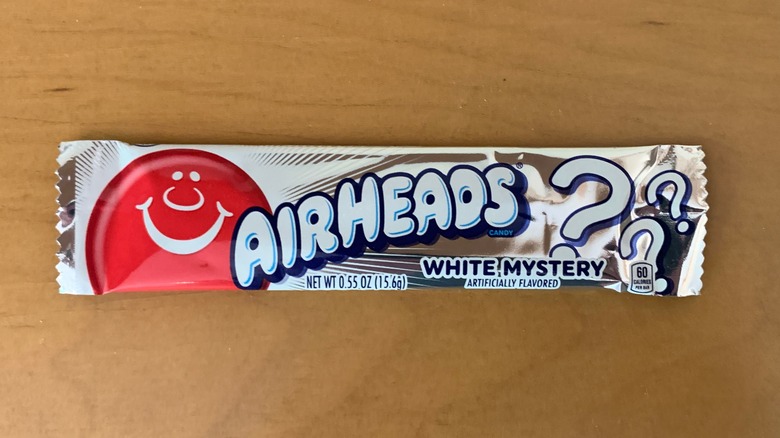 AIRHEADS®
CANDY
WHITE MYSTERY
ARTIFICIALLY FLAVORED
NET WT 0.55 OZ (15.6g)
? ? ?
60
CALORIES
PER BAR